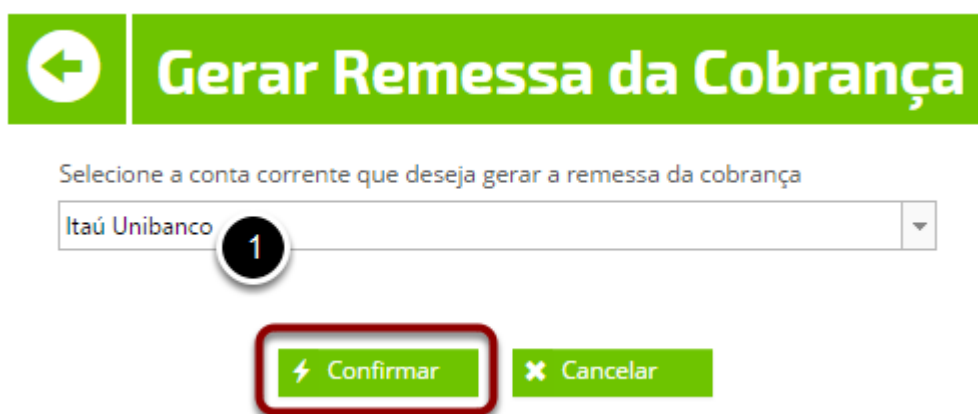 Gerar Remessa da Cobrança
Selecione a conta corrente que deseja gerar a remessa da cobrança
Itaú Unibanco
1
Confirmar
Cancelar